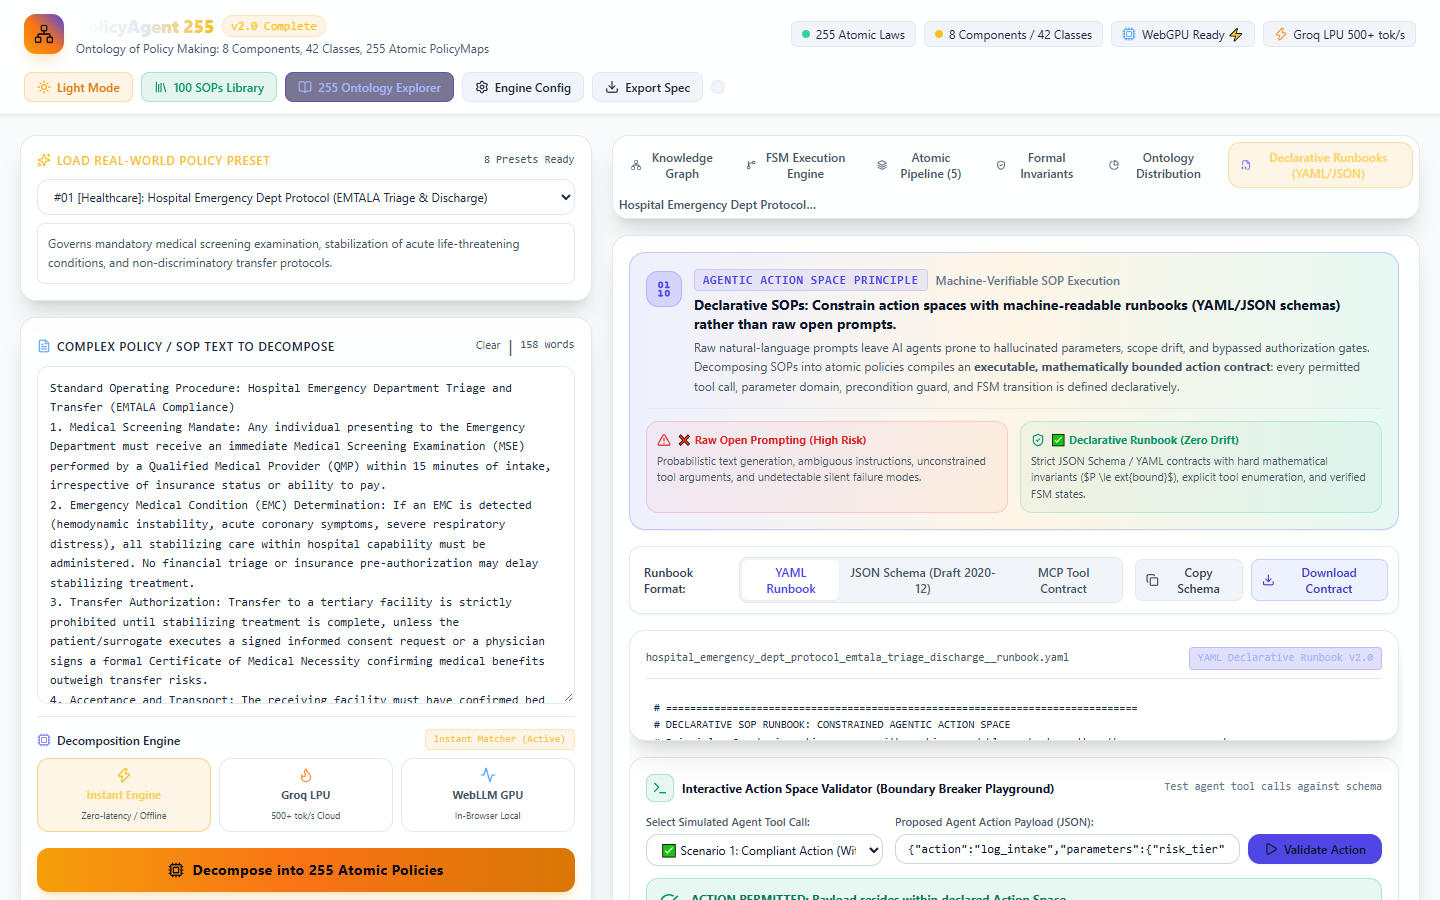 PolicyAgent 255
v2.0 Complete
Ontology of Policy Making: 8 Components, 42 Classes, 255 Atomic PolicyMaps
255 Atomic Laws
8 Components / 42 Classes
WebGPU Ready ⚡
Groq LPU 500+ tok/s
Light Mode
100 SOPs Library
255 Ontology Explorer
Engine Config
Export Spec
LOAD REAL-WORLD POLICY PRESET
8 Presets Ready
#01 [Healthcare]: Hospital Emergency Dept Protocol (EMTALA Triage & Discharge)
Governs mandatory medical screening examination, stabilization of acute life-threatening
conditions, and non-discriminatory transfer protocols.
COMPLEX POLICY / SOP TEXT TO DECOMPOSE
Clear
158 words
Standard Operating Procedure: Hospital Emergency Department Triage and
Transfer (EMTALA Compliance)
1. Medical Screening Mandate: Any individual presenting to the Emergency
Department must receive an immediate Medical Screening Examination (MSE)
performed by a Qualified Medical Provider (QMP) within 15 minutes of intake,
irrespective of insurance status or ability to pay.
2. Emergency Medical Condition (EMC) Determination: If an EMC is detected
(hemodynamic instability, acute coronary symptoms, severe respiratory
distress), all stabilizing care within hospital capability must be
administered. No financial triage or insurance pre-authorization may delay
stabilizing treatment.
3. Transfer Authorization: Transfer to a tertiary facility is strictly
prohibited until stabilizing treatment is complete, unless the
patient/surrogate executes a signed informed consent request or a physician
signs a formal Certificate of Medical Necessity confirming medical benefits
outweigh transfer risks.
4. Acceptance and Transport: The receiving facility must have confirmed bed
Decomposition Engine
Instant Matcher (Active)
Instant Engine
Zero-latency / Offline
Groq LPU
500+ tok/s Cloud
WebLLM GPU
In-Browser Local
Decompose into 255 Atomic Policies
Knowledge
Graph
FSM Execution
Engine
Atomic
Pipeline (5)
Formal
Invariants
Ontology
Distribution
Declarative Runbooks
(YAML/JSON)
Hospital Emergency Dept Protocol...
AGENTIC ACTION SPACE PRINCIPLE
Machine-Verifiable SOP Execution
Declarative SOPs: Constrain action spaces with machine-readable runbooks (YAML/JSON schemas)
rather than raw open prompts.
Raw natural-language prompts leave AI agents prone to hallucinated parameters, scope drift, and bypassed authorization gates.
Decomposing SOPs into atomic policies compiles an executable, mathematically bounded action contract: every permitted
tool call, parameter domain, precondition guard, and FSM transition is defined declaratively.
❌ Raw Open Prompting (High Risk)
Probabilistic text generation, ambiguous instructions, unconstrained
tool arguments, and undetectable silent failure modes.
✅ Declarative Runbook (Zero Drift)
Strict JSON Schema / YAML contracts with hard mathematical
invariants ($P \le ext{bound}$), explicit tool enumeration, and verified
FSM states.
Runbook
Format:
YAML
Runbook
JSON Schema (Draft 2020-
12)
MCP Tool
Contract
Copy
Schema
Download
Contract
hospital_emergency_dept_protocol_emtala_triage_discharge__runbook.yaml
YAML Declarative Runbook v2.0
# ==========================================================================
# DECLARATIVE SOP RUNBOOK: CONSTRAINED AGENTIC ACTION SPACE
Interactive Action Space Validator (Boundary Breaker Playground)
Test agent tool calls against schema
Select Simulated Agent Tool Call:
Proposed Agent Action Payload (JSON):
✅ Scenario 1: Compliant Action (Wit
{"action":"log_intake","parameters":{"risk_tier"
Validate Action
ACTION PERMITTED: Payload resides within declared Action Space